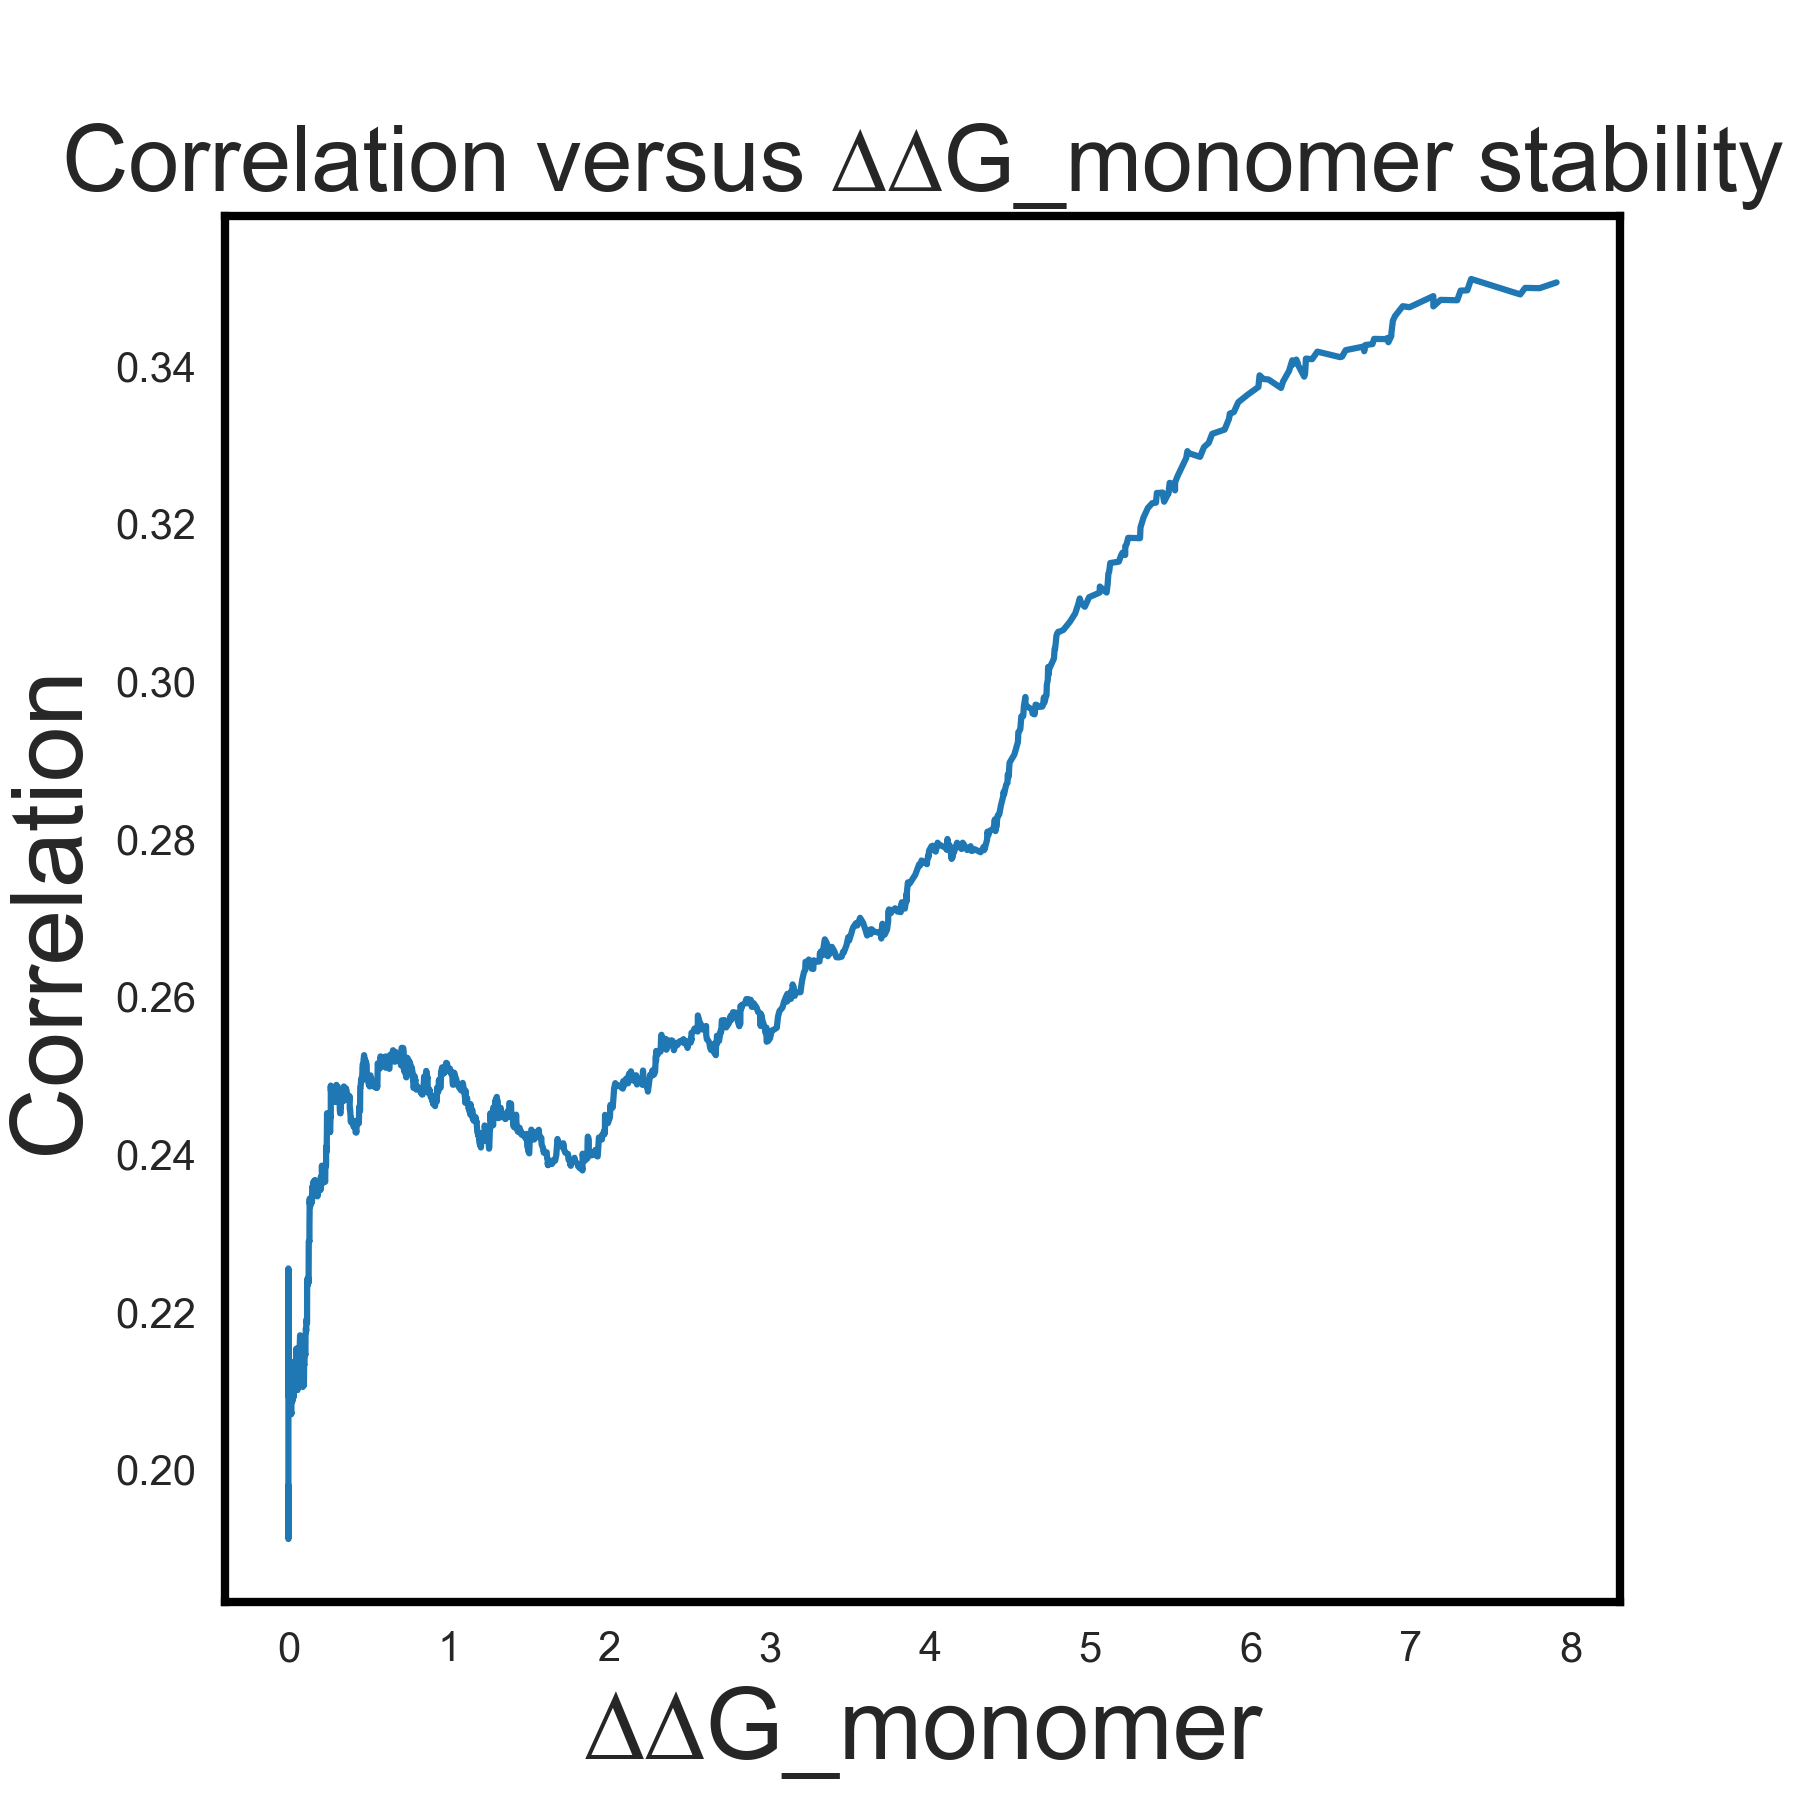 Correlation versus ΔΔG_monomer stability
Correlation
0.34
0.32
0.30
0.28
0.26
0.24
0.22
0.20
0 1 2 3 4 5 6 7 8
ΔΔG_monomer